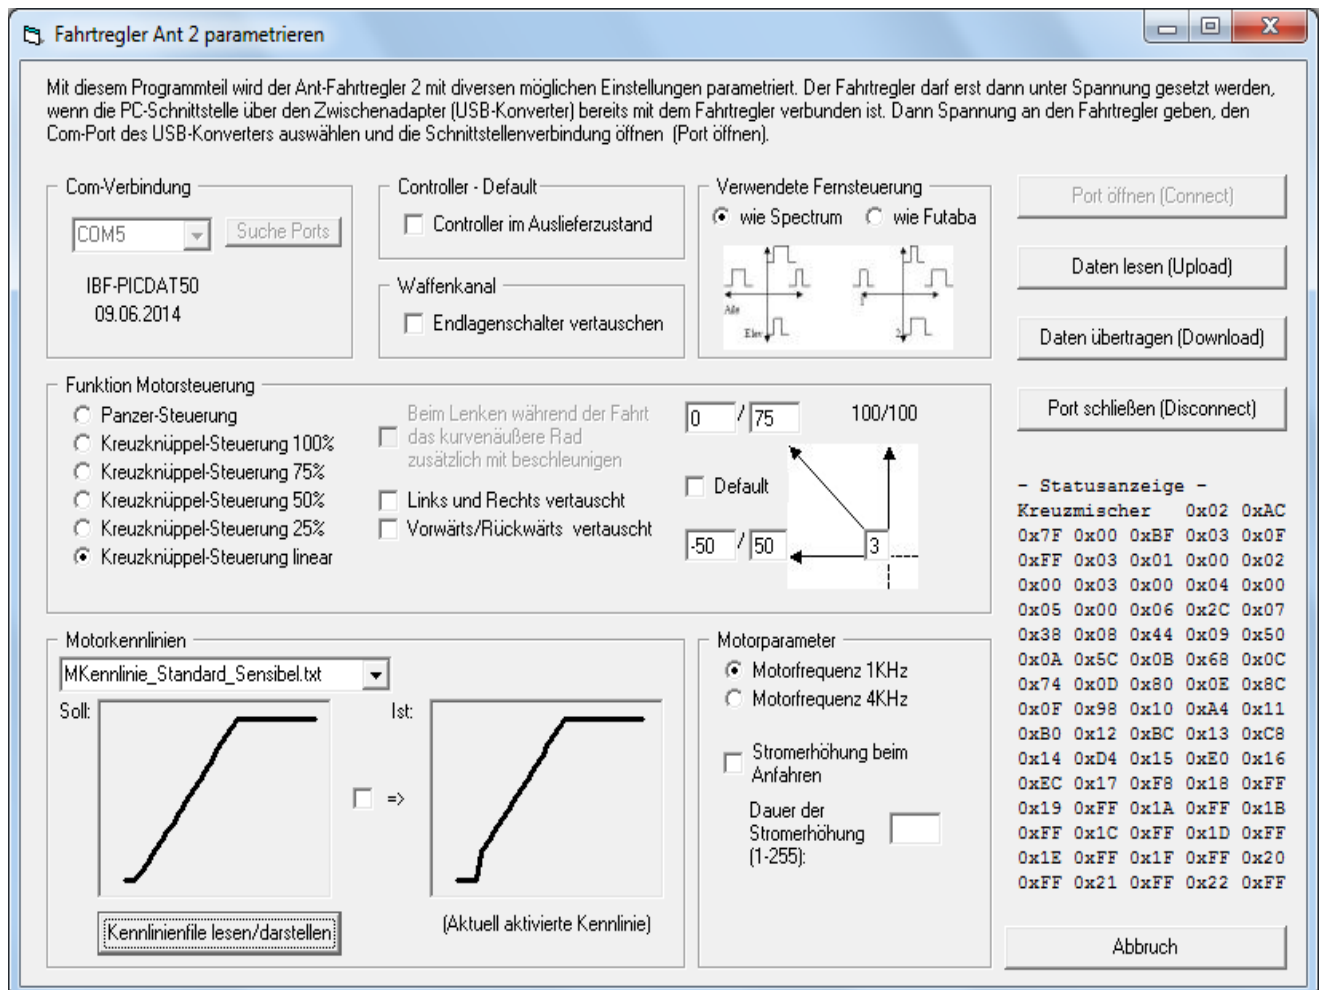 Fahrtregler Ant 2 parametrieren
Mit diesem Programmteil wird der Ant-Fahrtregler 2 mit diversen möglichen Einstellungen parametriert. Der Fahrtregler darf erst dann unter Spannung gesetzt werden,
wenn die PC-Schnittstelle über den Zwischenadapter (USB-Konverter) bereits mit dem Fahrtregler verbunden ist. Dann Spannung an den Fahrtregler geben, den
Com-Port des USB-Konverters auswählen und die Schnittstellenverbindung öffnen (Port öffnen).
Com-Verbindung
COM5
Suche Ports
IBF-PICDAT50
09.06.2014
Controller - Default
Controller im Auslieferzustand
Waffenkanal
Endlagenschalter vertauschen
Verwendete Fernsteuerung
wie Spectrum
wie Futaba
Aile
Elev
1
2
Port öffnen (Connect)
Daten lesen (Upload)
Daten übertragen (Download)
Port schließen (Disconnect)
Funktion Motorsteuerung
Panzer-Steuerung
Kreuzknüppel-Steuerung 100%
Kreuzknüppel-Steuerung 75%
Kreuzknüppel-Steuerung 50%
Kreuzknüppel-Steuerung 25%
Kreuzknüppel-Steuerung linear
Beim Lenken während der Fahrt
das kurvenäußere Rad
zusätzlich mit beschleunigen
Links und Rechts vertauscht
Vorwärts/Rückwärts vertauscht
0 / 75
100/100
Default
-50 / 50
3
Motorkennlinien
MKennlinie_Standard_Sensibel.txt
Soll:
Ist:
=>
Kennlinienfile lesen/darstellen
(Aktuell aktivierte Kennlinie)
Motorparameter
Motorfrequenz 1KHz
Motorfrequenz 4KHz
Stromerhöhung beim
Anfahren
Dauer der
Stromerhöhung
(1-255):
- Statusanzeige -
Kreuzmischer 0x02 0xAC
0x7F 0x00 0xBF 0x03 0x0F
0xFF 0x03 0x01 0x00 0x02
0x00 0x03 0x00 0x04 0x00
0x05 0x00 0x06 0x2C 0x07
0x38 0x08 0x44 0x09 0x50
0x0A 0x5C 0x0B 0x68 0x0C
0x74 0x0D 0x80 0x0E 0x8C
0x0F 0x98 0x10 0xA4 0x11
0xB0 0x12 0xBC 0x13 0xC8
0x14 0xD4 0x15 0xE0 0x16
0xEC 0x17 0xF8 0x18 0xFF
0x19 0xFF 0x1A 0xFF 0x1B
0xFF 0x1C 0xFF 0x1D 0xFF
0x1E 0xFF 0x1F 0xFF 0x20
0xFF 0x21 0xFF 0x22 0xFF
Abbruch